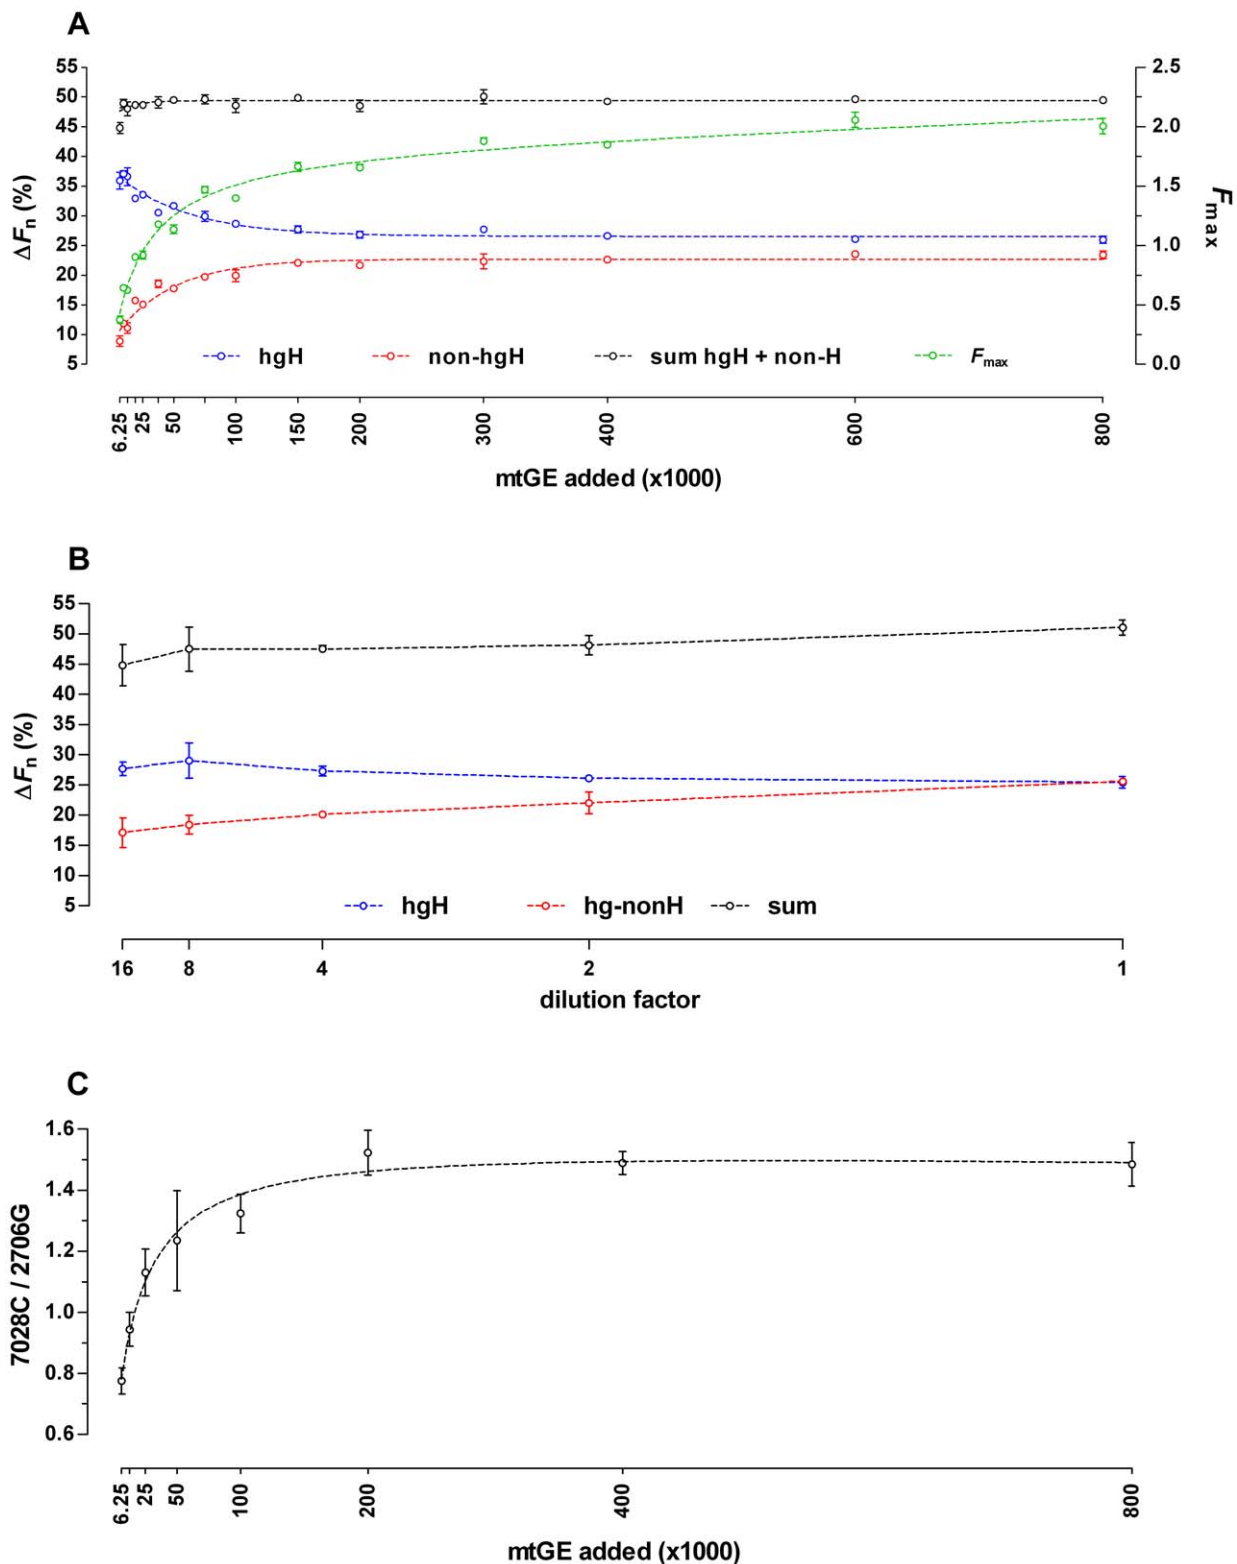 A
55
50
45
40
35
30
25
20
15
10
5
ΔFn (%)
2.5
2.0
1.5
1.0
0.5
0.0
Fmax
hgH non-hgH sum hgH + non-H Fmax
6.25 25 50 100 150 200 300 400 600 800
mtGE added (x1000)
B
55
50
45
40
35
30
25
20
15
10
5
ΔFn (%)
hgH hg-nonH sum
16 8 4 2 1
dilution factor
C
1.6
1.4
1.2
1.0
0.8
0.6
7028C / 2706G
6.25 25 50 100 200 400 800
mtGE added (x1000)